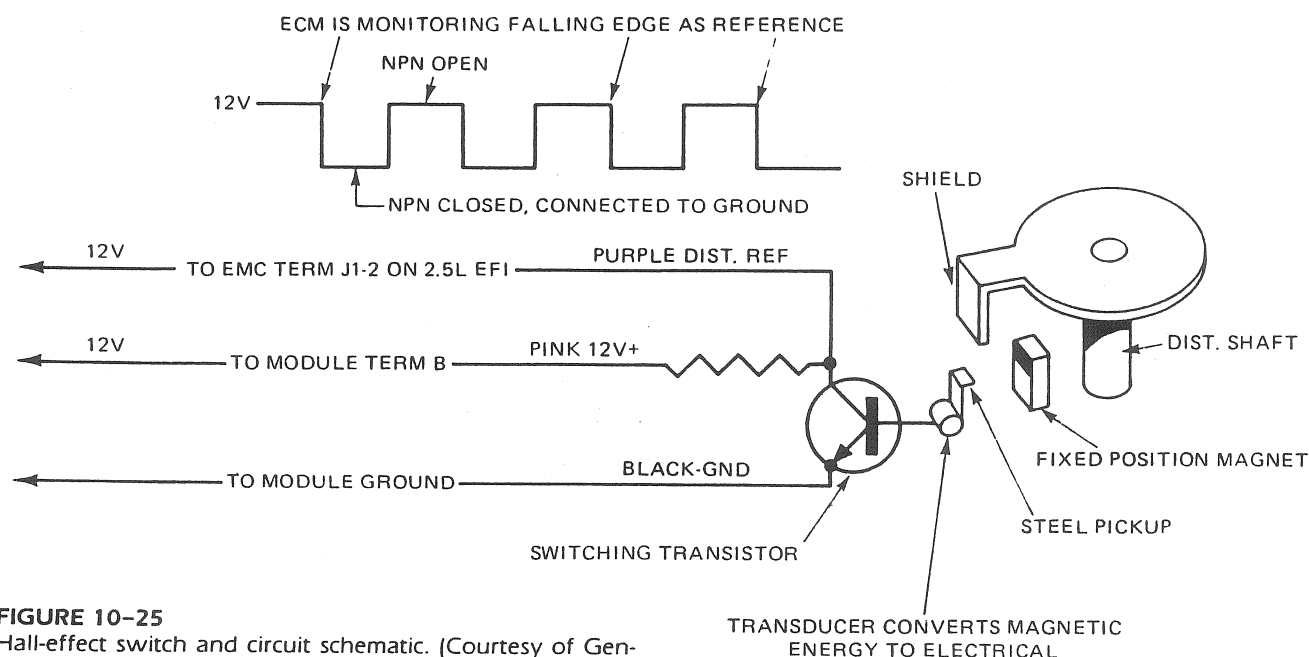 ECM IS MONITORING FALLING EDGE AS REFERENCE
NPN OPEN
12V
NPN CLOSED, CONNECTED TO GROUND
SHIELD
12V
TO EMC TERM J1-2 ON 2.5L EFI
PURPLE DIST. REF
12V
TO MODULE TERM B
PINK 12V+
DIST. SHAFT
FIXED POSITION MAGNET
TO MODULE GROUND
BLACK-GND
STEEL PICKUP
SWITCHING TRANSISTOR
TRANSDUCER CONVERTS MAGNETIC
ENERGY TO ELECTRICAL
FIGURE 10-25
Hall-effect switch and circuit schematic. (Courtesy of Gen-